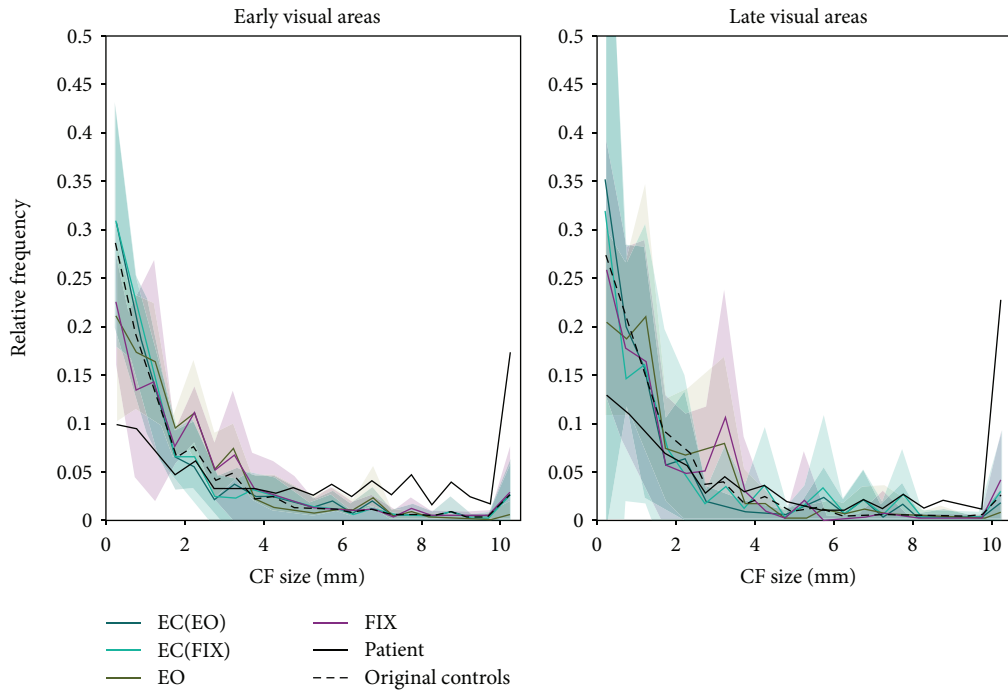 Early visual areas
Late visual areas
Relative frequency
0.5
0.45
0.4
0.35
0.3
0.25
0.2
0.15
0.1
0.05
0
0 2 4 6 8 10
CF size (mm)
0.5
0.45
0.4
0.35
0.3
0.25
0.2
0.15
0.1
0.05
0
0 2 4 6 8 10
CF size (mm)
EC(EO)
EC(FIX)
EO
FIX
Patient
Original controls